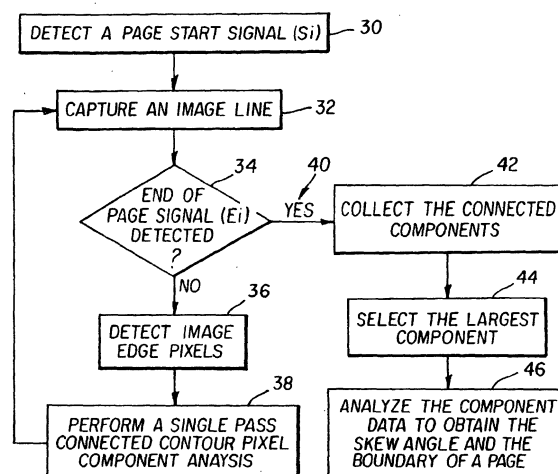 DETECT A PAGE START SIGNAL (Si)
30
CAPTURE AN IMAGE LINE
32
34
END OF
PAGE SIGNAL (Ei)
DETECTED
?
40
YES
NO
36
DETECT IMAGE
EDGE PIXELS
38
PERFORM A SINGLE PASS
CONNECTED CONTOUR PIXEL
COMPONENT ANAYSIS
42
COLLECT THE CONNECTED
COMPONENTS
44
SELECT THE LARGEST
COMPONENT
46
ANALYZE THE COMPONENT
DATA TO OBTAIN THE
SKEW ANGLE AND THE
BOUNDARY OF A PAGE